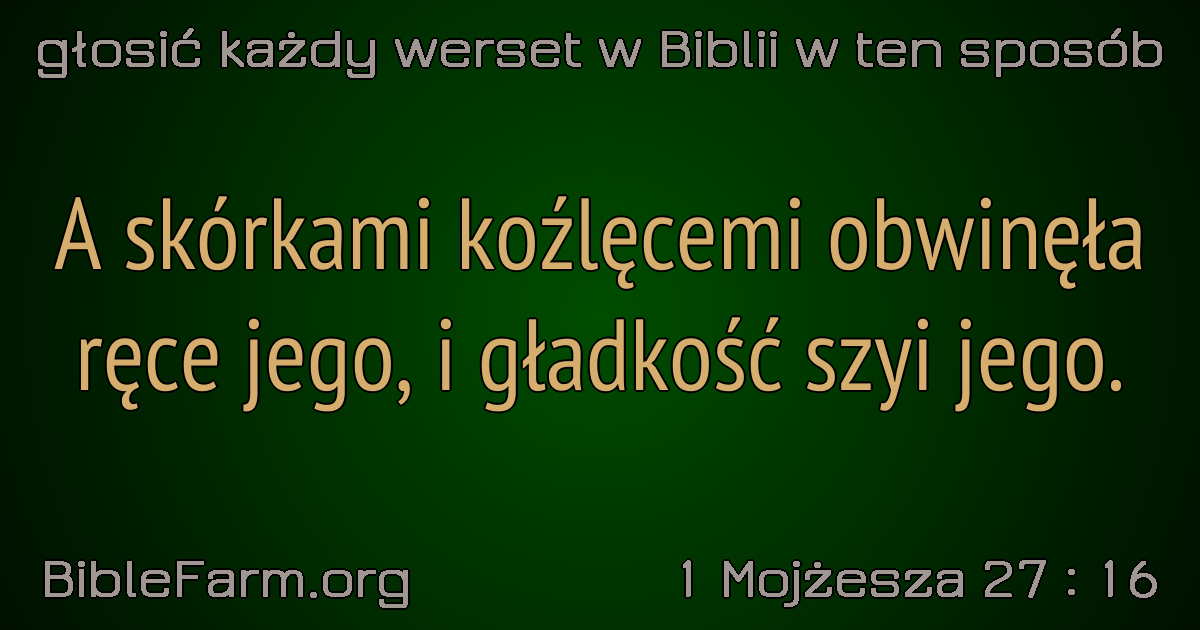 głosić każdy werset w Biblii w ten sposób
A skórkami koźlęcemi obwinęła
ręce jego, i gładkość szyi jego.
BibleFarm.org
1 Mojżesza 27 : 16